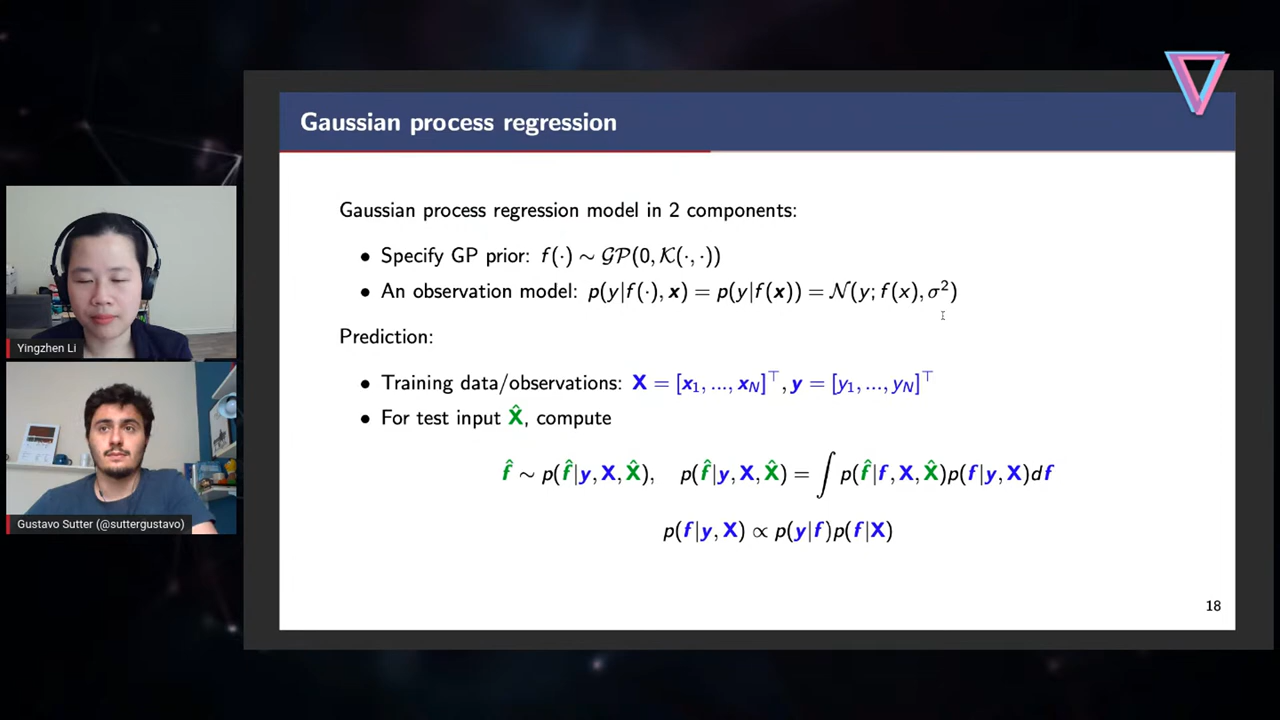 Gaussian process regression
Gaussian process regression model in 2 components:
• Specify GP prior: f(·) ∼ 𝒢𝒫(0, 𝒦(·, ·))
• An observation model: p(y|f(·), x) = p(y|f(x)) = 𝒩(y; f(x), σ²)
Prediction:
• Training data/observations: X = [x₁, ..., x_N]^⊤, y = [y₁, ..., y_N]^⊤
• For test input X̂, compute
f̂ ∼ p(f̂|y, X, X̂), p(f̂|y, X, X̂) = ∫ p(f̂|f, X, X̂)p(f|y, X)df
p(f|y, X) ∝ p(y|f)p(f|X)
18
Yingzhen Li
Gustavo Sutter (@suttergustavo)